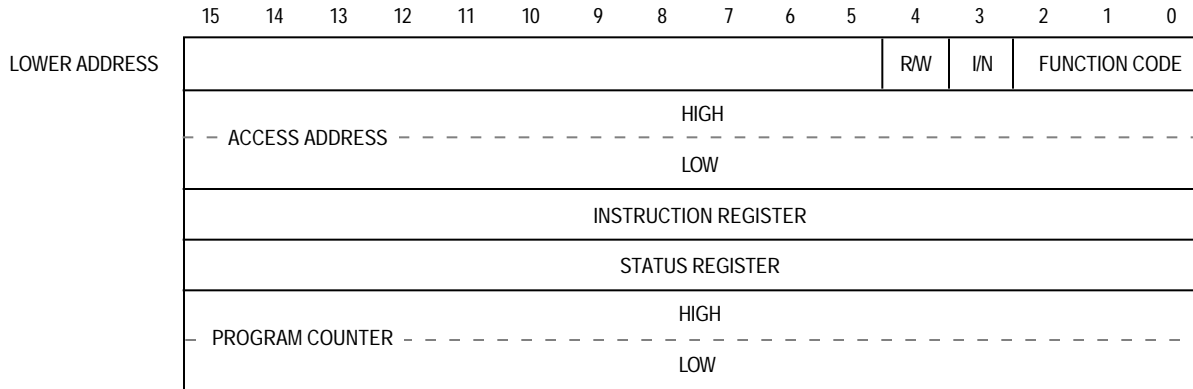 15 14 13 12 11 10 9 8 7 6 5 4 3 2 1 0
LOWER ADDRESS R/W I/N FUNCTION CODE
HIGH
ACCESS ADDRESS
LOW
INSTRUCTION REGISTER
STATUS REGISTER
HIGH
PROGRAM COUNTER
LOW